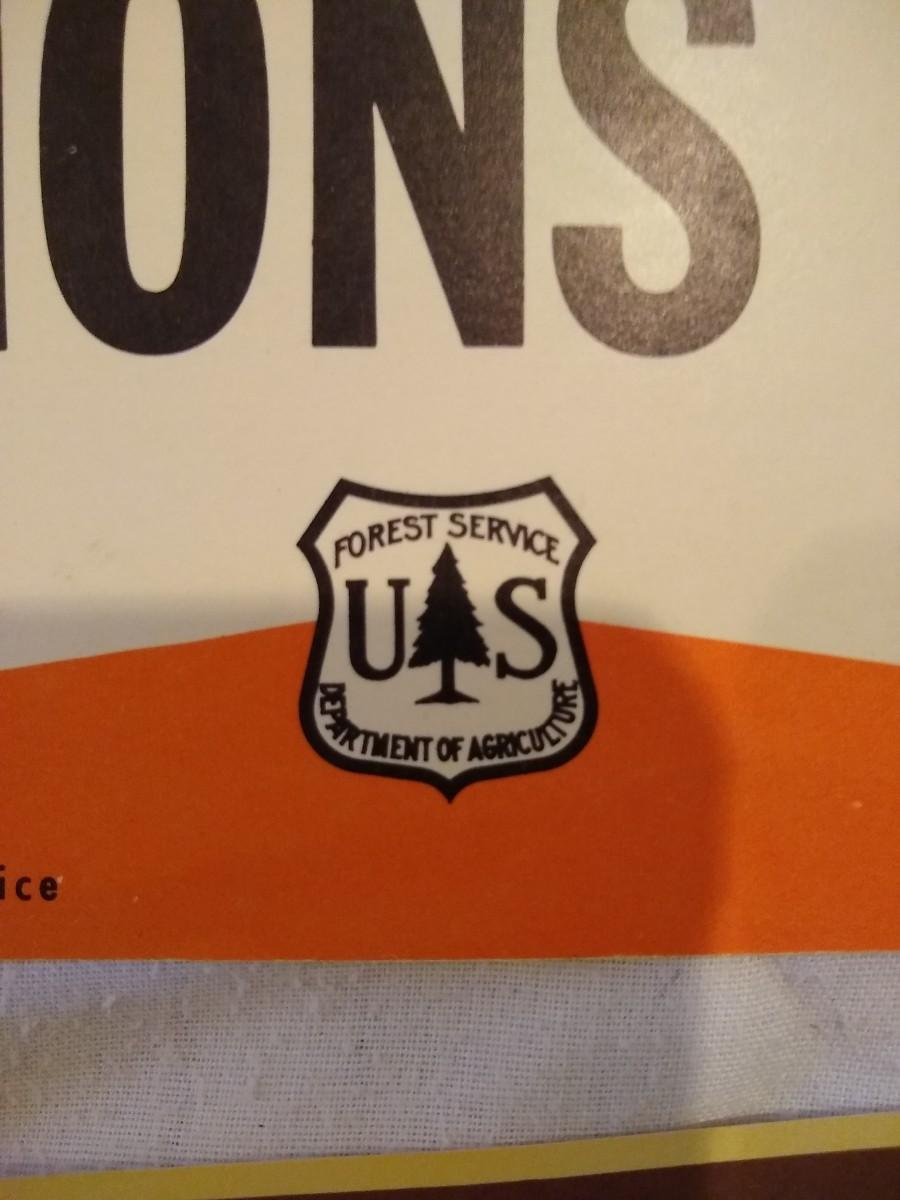 IONS
FOREST SERVICE
U S
DEPARTMENT OF AGRICULTURE
ice